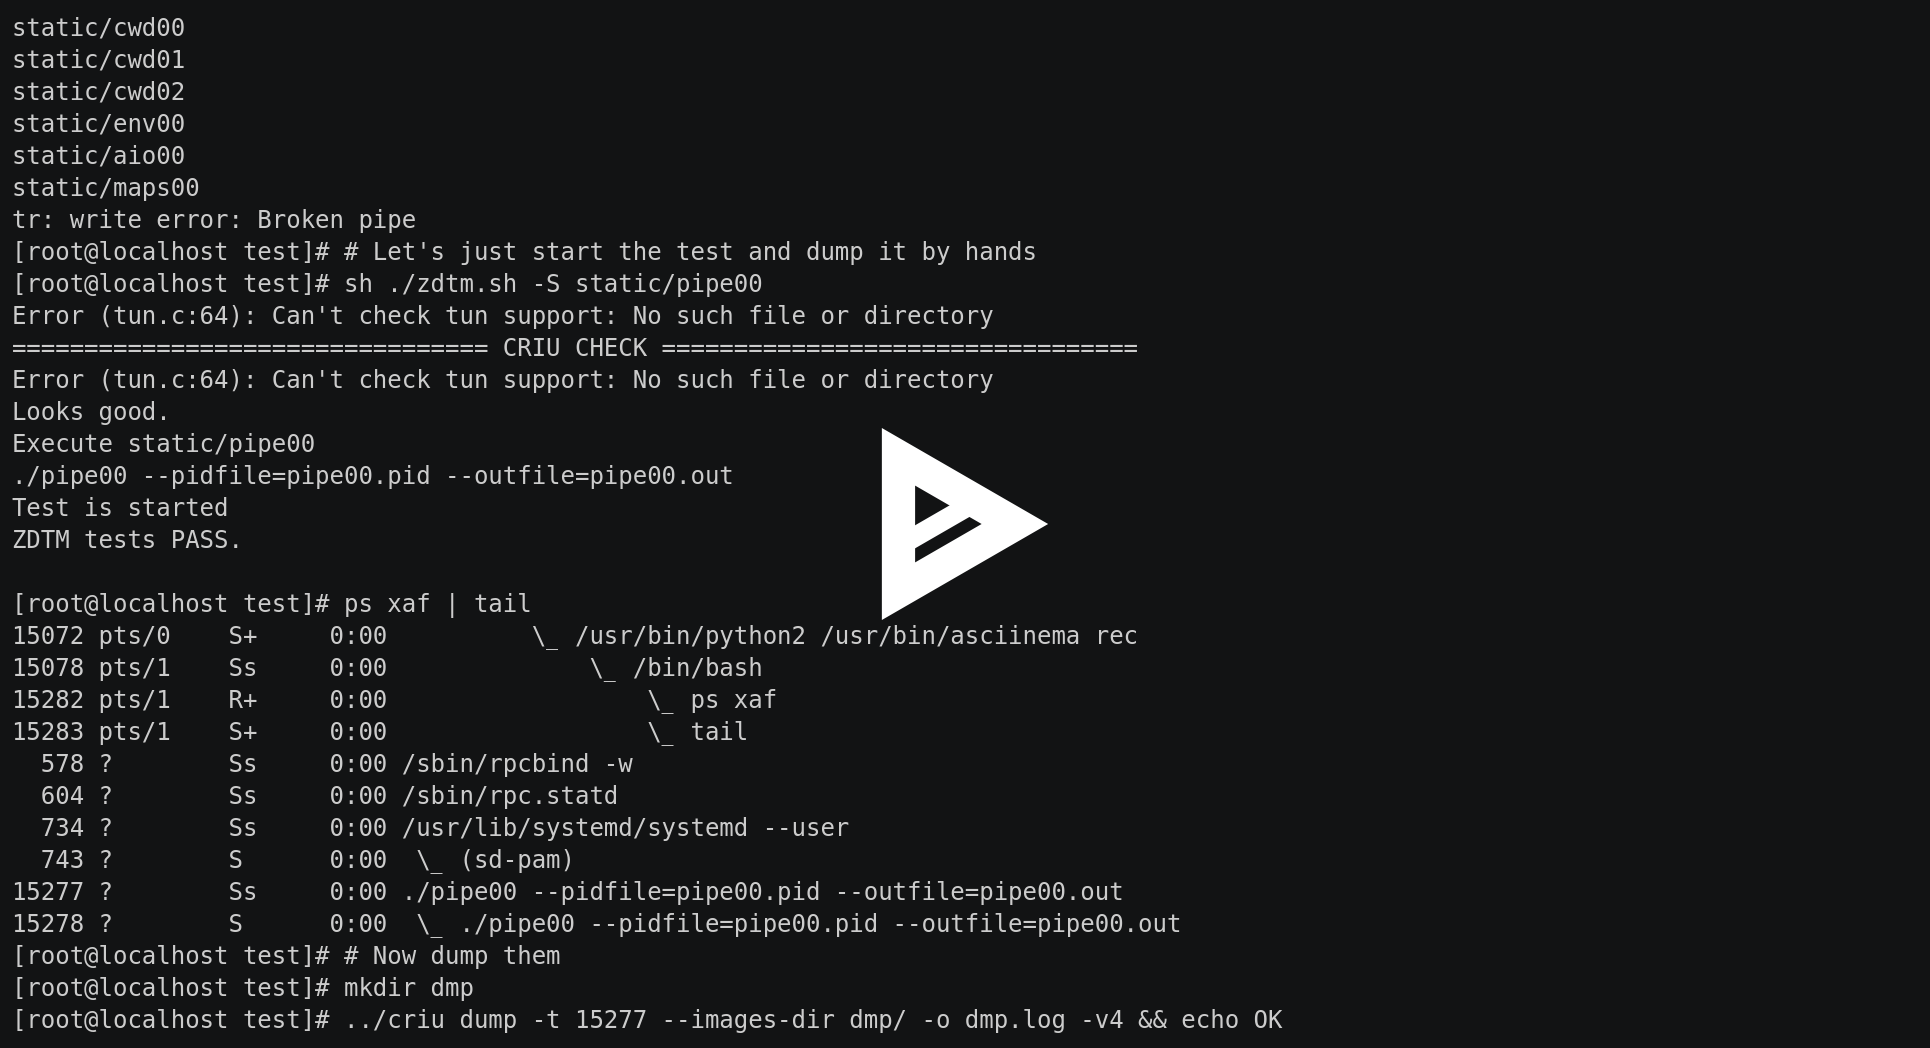 static/cwd00
static/cwd01
static/cwd02
static/env00
static/aio00
static/maps00
tr: write error: Broken pipe
[root@localhost test]# # Let's just start the test and dump it by hands
[root@localhost test]# sh ./zdtm.sh -S static/pipe00
Error (tun.c:64): Can't check tun support: No such file or directory
================================= CRIU CHECK =================================
Error (tun.c:64): Can't check tun support: No such file or directory
Looks good.
Execute static/pipe00
./pipe00 --pidfile=pipe00.pid --outfile=pipe00.out
Test is started
ZDTM tests PASS.
[root@localhost test]# ps xaf | tail
15072 pts/0    S+     0:00          \_ /usr/bin/python2 /usr/bin/asciinema rec
15078 pts/1    Ss     0:00              \_ /bin/bash
15282 pts/1    R+     0:00                  \_ ps xaf
15283 pts/1    S+     0:00                  \_ tail
  578 ?        Ss     0:00 /sbin/rpcbind -w
  604 ?        Ss     0:00 /sbin/rpc.statd
  734 ?        Ss     0:00 /usr/lib/systemd/systemd --user
  743 ?        S      0:00  \_ (sd-pam)
15277 ?        Ss     0:00 ./pipe00 --pidfile=pipe00.pid --outfile=pipe00.out
15278 ?        S      0:00  \_ ./pipe00 --pidfile=pipe00.pid --outfile=pipe00.out
[root@localhost test]# # Now dump them
[root@localhost test]# mkdir dmp
[root@localhost test]# ../criu dump -t 15277 --images-dir dmp/ -o dmp.log -v4 && echo OK